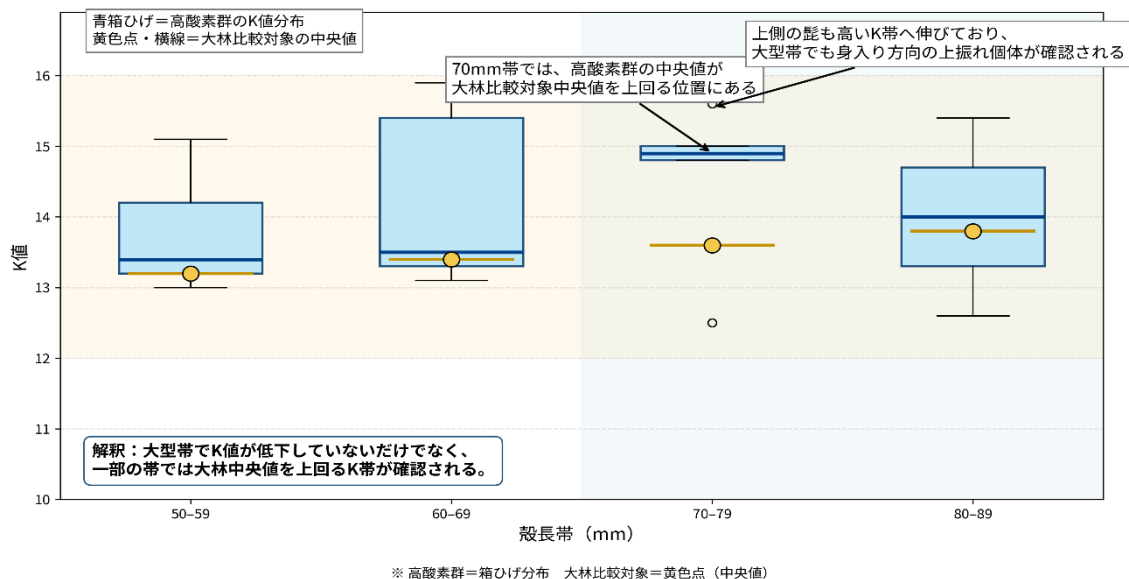 青箱ひげ＝高酸素群のK値分布
黄色点・横線＝大林比較対象の中央値
上側の髭も高いK帯へ伸びており、
大型帯でも身入り方向の上振れ個体が確認される
70mm帯では、高酸素群の中央値が
大林比較対象中央値を上回る位置にある
K値
16
15
14
13
12
11
10
解釈：大型帯でK値が低下していないだけでなく、
一部の帯では大林中央値を上回るK帯が確認される。
50–59
60–69
70–79
80–89
殻長帯（mm）
※ 高酸素群＝箱ひげ分布　大林比較対象＝黄色点（中央値）